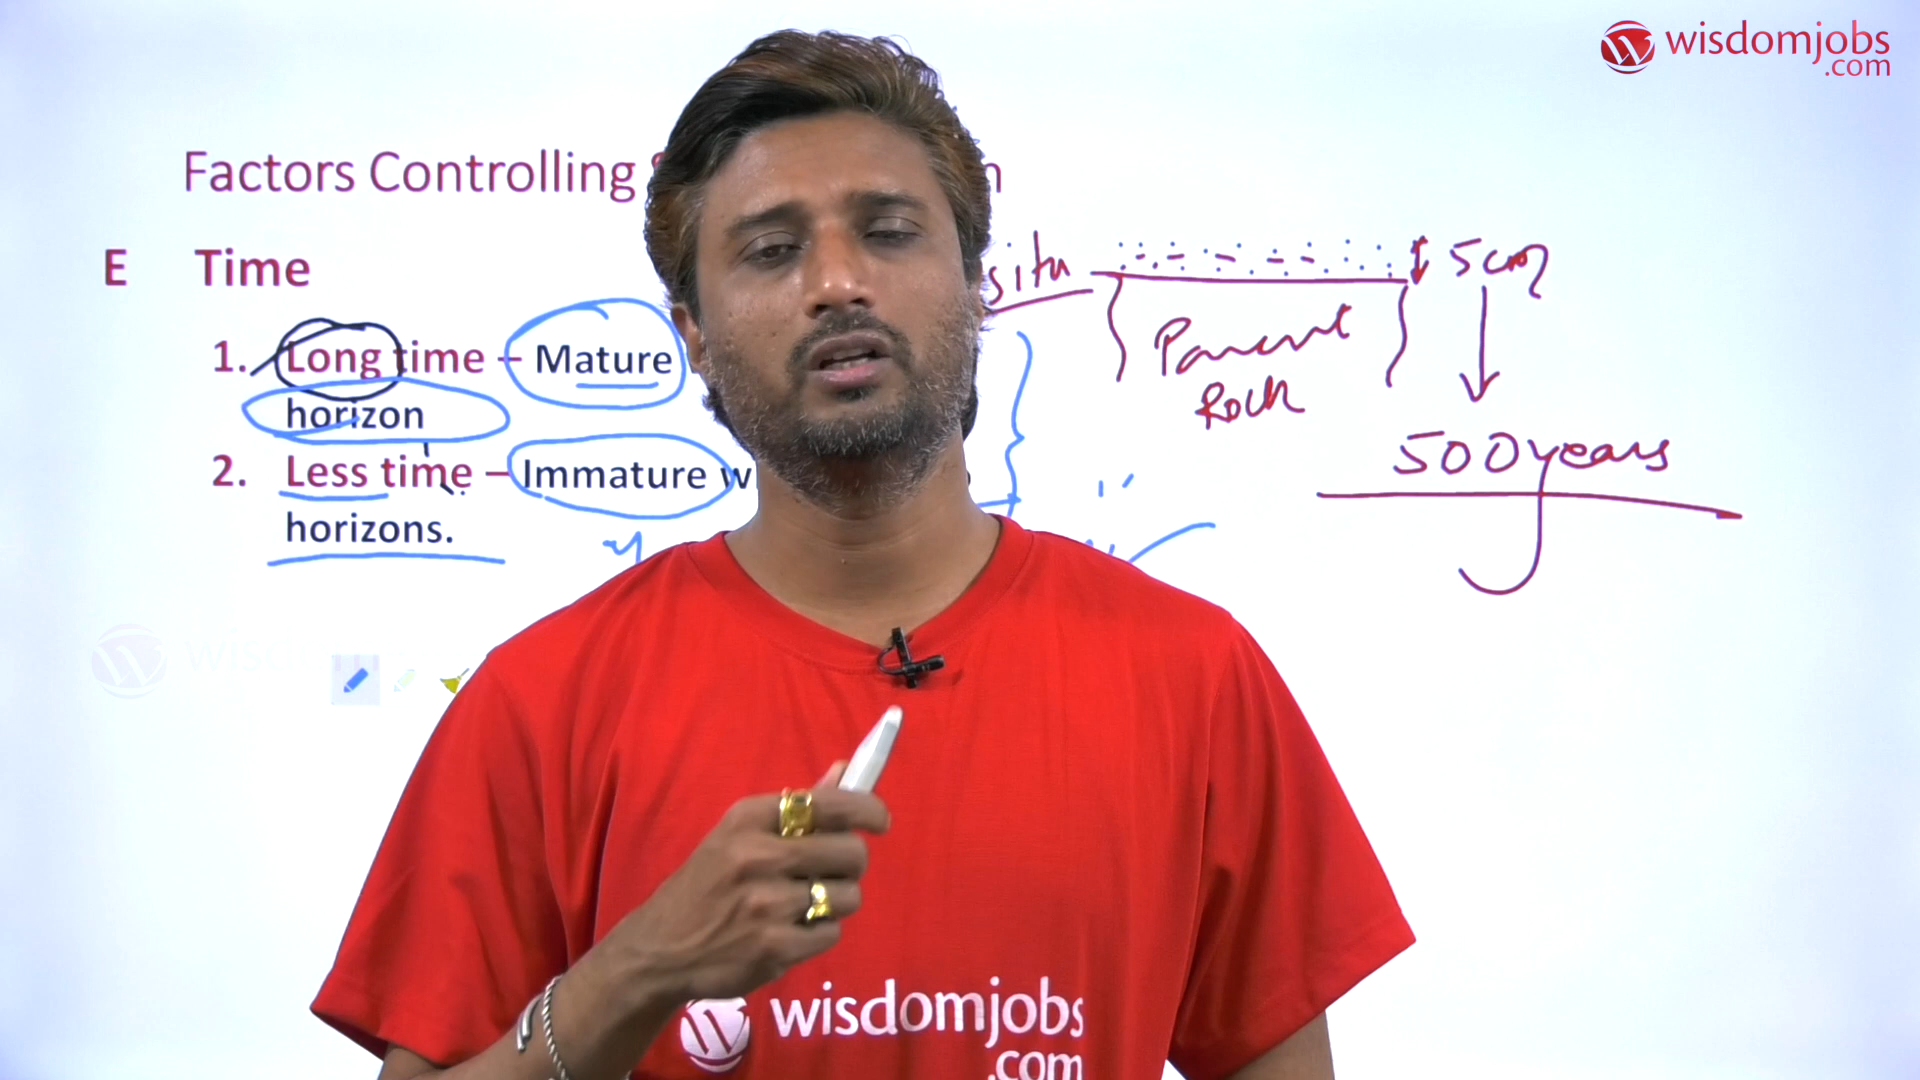 wisdomjobs
.com
Factors Controlling
E Time
situ
5cm
1. Long time – Mature
horizon
Parent
Rock
2. Less time – Immature w
horizons.
500years
wisdomjobs
.com